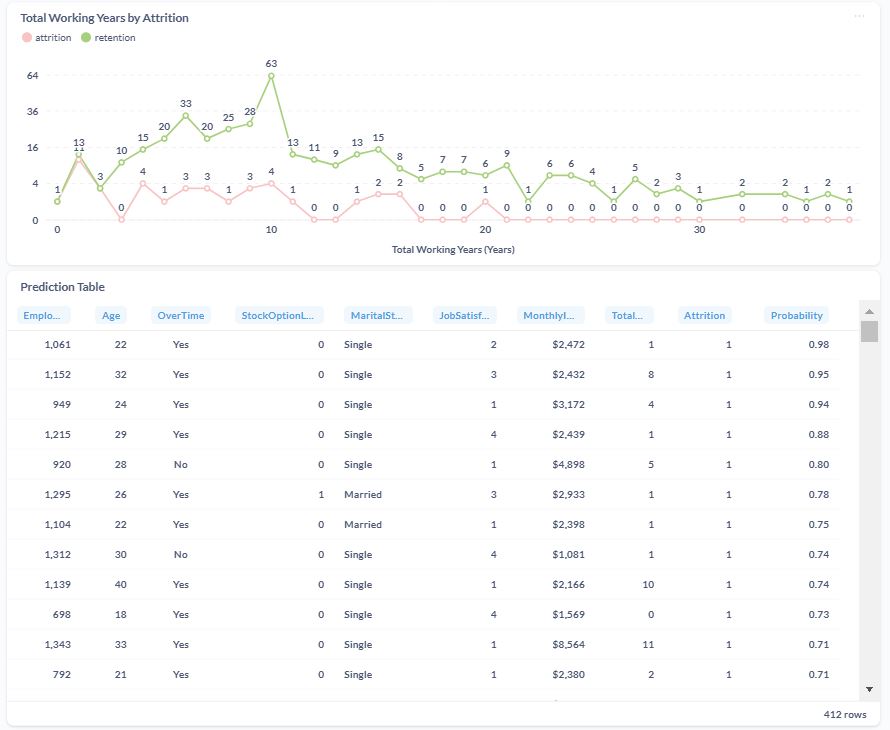 Total Working Years by Attrition
...
attrition retention
64
36
16
4
0
1 13 3 10 15 20 33 20 25 28 63 13 11 9 13 15 8 5 7 7 6 9 1 6 6 4 1 5 2 3 1 2 2 1 2 1
11 0 4 1 3 3 1 3 4 1 0 0 1 2 2 0 0 0 1 0 0 0 0 0 0 0 0 0 0 0 0 0 0 0
0 10 20 30
Total Working Years (Years)
Prediction Table
Emplo... Age OverTime StockOptionL... MaritalSt... JobSatisf... MonthlyI... Total... Attrition Probability
1,061 22 Yes 0 Single 2 $2,472 1 1 0.98
1,152 32 Yes 0 Single 3 $2,432 8 1 0.95
949 24 Yes 0 Single 1 $3,172 4 1 0.94
1,215 29 Yes 0 Single 4 $2,439 1 1 0.88
920 28 No 0 Single 1 $4,898 5 1 0.80
1,295 26 Yes 1 Married 3 $2,933 1 1 0.78
1,104 22 Yes 0 Married 1 $2,398 1 1 0.75
1,312 30 No 0 Single 4 $1,081 1 1 0.74
1,139 40 Yes 0 Single 1 $2,166 10 1 0.74
698 18 Yes 0 Single 4 $1,569 0 1 0.73
1,343 33 Yes 0 Single 1 $8,564 11 1 0.71
792 21 Yes 0 Single 1 $2,380 2 1 0.71
412 rows